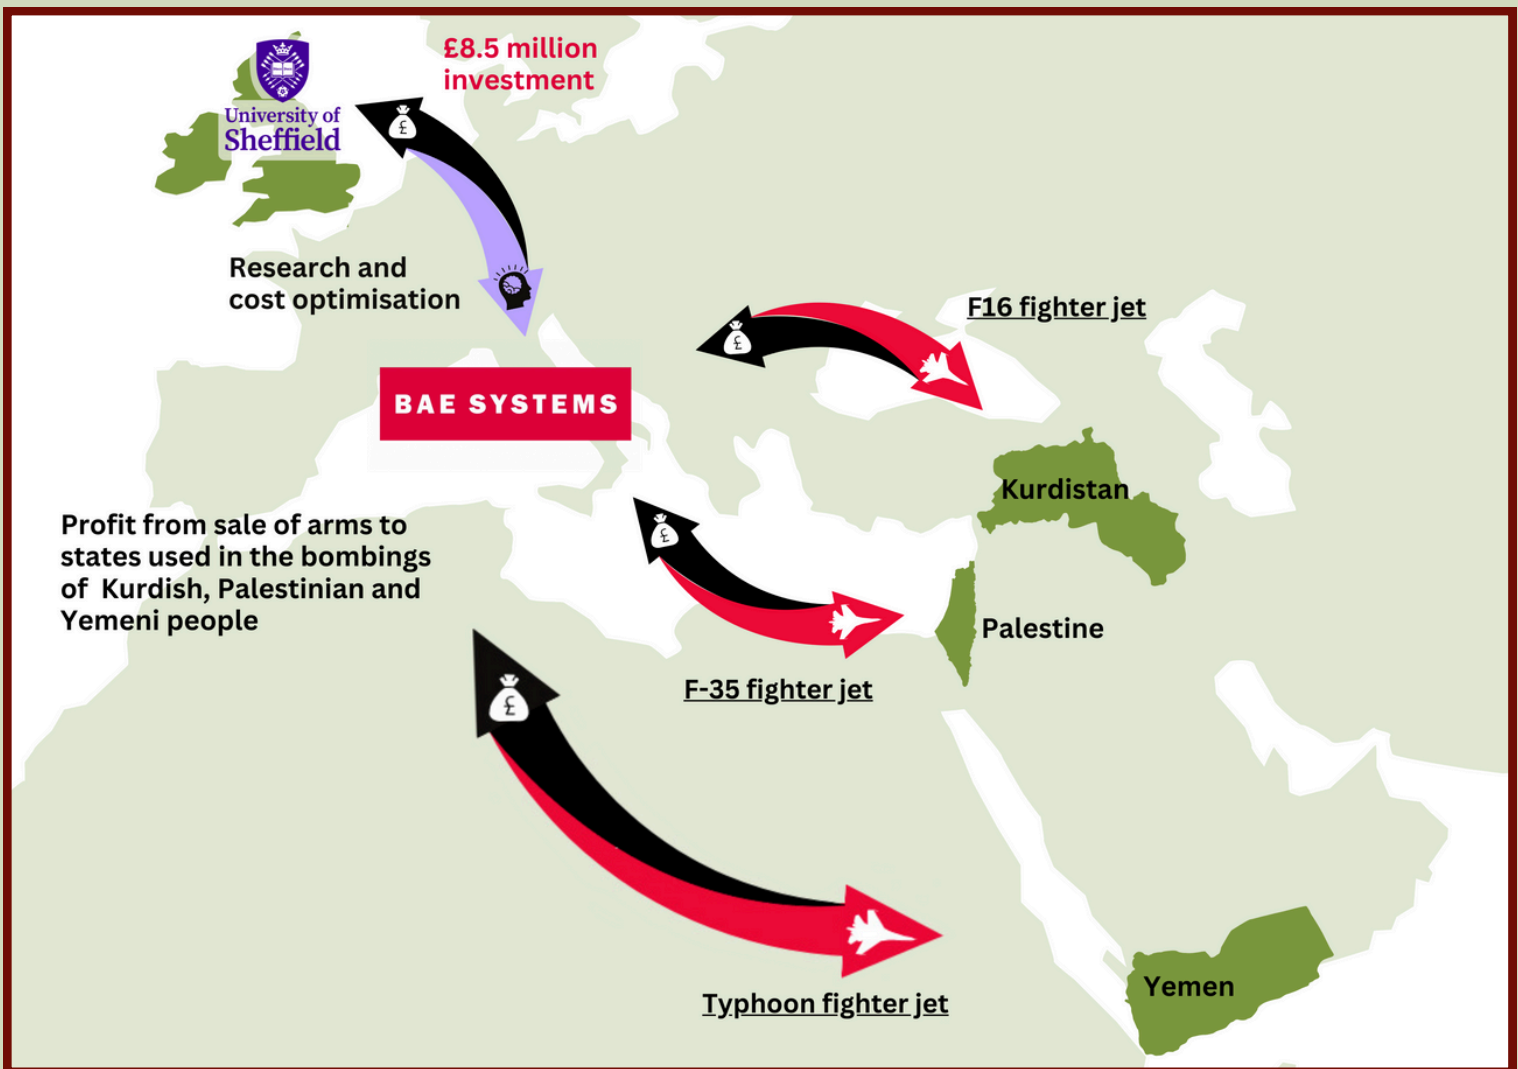 £8.5 million
investment
University of
Sheffield
Research and
cost optimisation
F16 fighter jet
BAE SYSTEMS
Kurdistan
Profit from sale of arms to
states used in the bombings
of Kurdish, Palestinian and
Yemeni people
Palestine
F-35 fighter jet
Yemen
Typhoon fighter jet
£
£
£
£